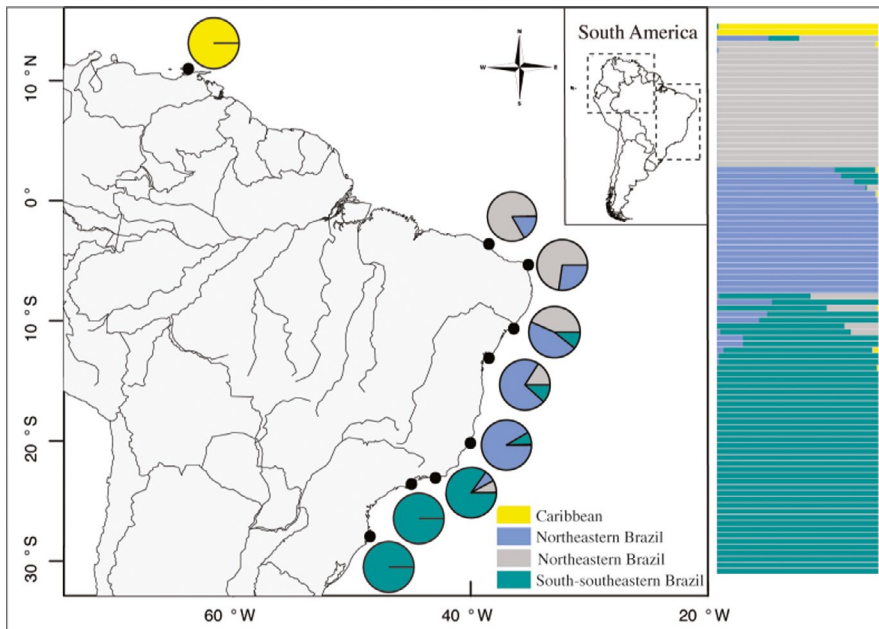 South America
N
W
E
S
10 °N
0°
10 °S
20 °S
30 °S
Caribbean
Northeastern Brazil
Northeastern Brazil
South-southeastern Brazil
60 °W
40 °W
20 °W